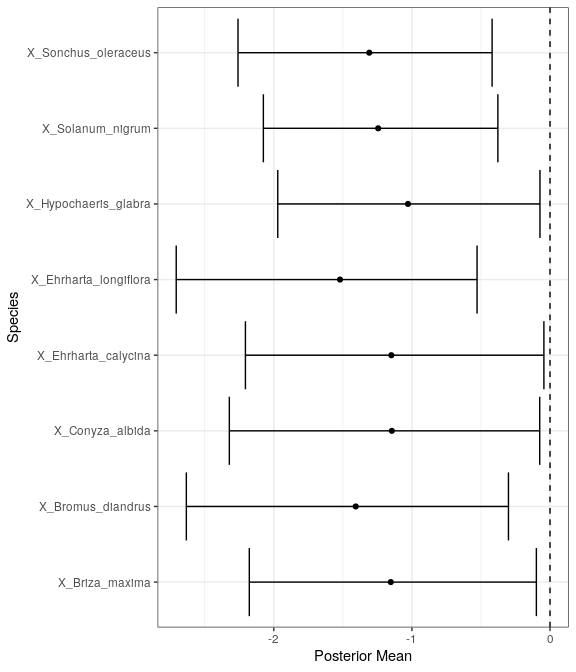 X_Sonchus_oleraceus
X_Solanum_nigrum
X_Hypochaeris_glabra
X_Ehrharta_longiflora
X_Ehrharta_calycina
X_Conyza_albida
X_Bromus_diandrus
X_Briza_maxima
Species
-2 -1 0
Posterior Mean